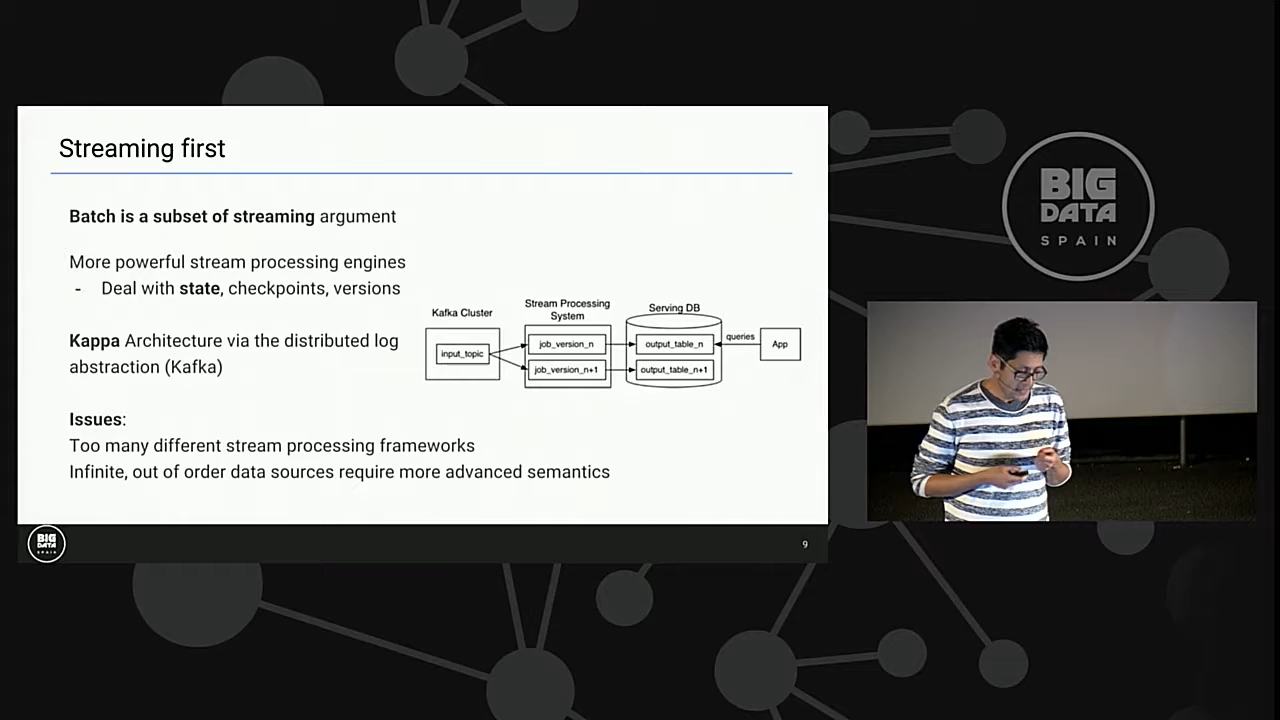 Streaming first
Batch is a subset of streaming argument
More powerful stream processing engines
- Deal with state, checkpoints, versions
Kappa Architecture via the distributed log
abstraction (Kafka)
Kafka Cluster
input_topic
Stream Processing
System
job_version_n
job_version_n+1
Serving DB
output_table_n
output_table_n+1
queries
App
Issues:
Too many different stream processing frameworks
Infinite, out of order data sources require more advanced semantics
BIG
DATA
SPAIN
9
BIG
DATA
SPAIN